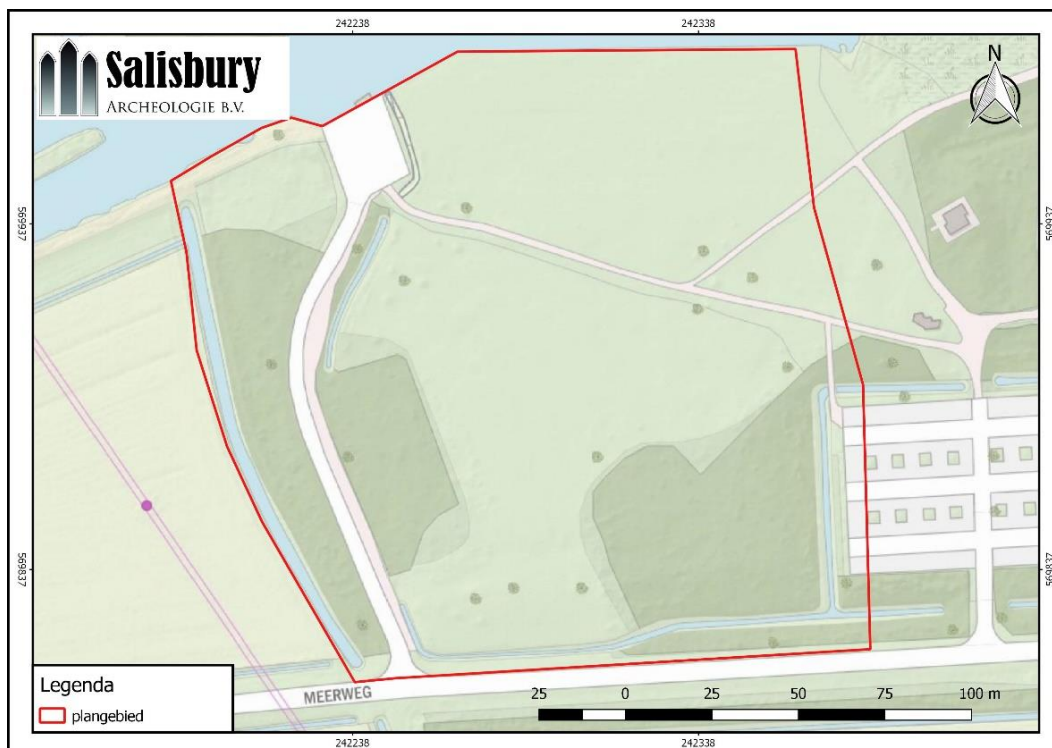 242238
242338
Salisbury
ARCHEOLOGIE B.V.
N
569937
569937
569837
569837
Legenda
plangebied
MEERWEG
25 0 25 50 75 100 m
242238
242338